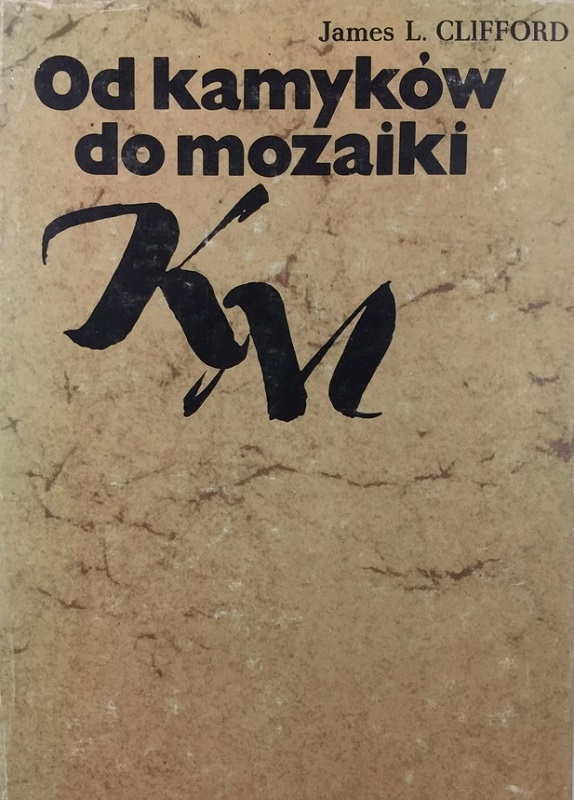 James L. CLIFFORD
Od kamyków
do mozaiki
KM